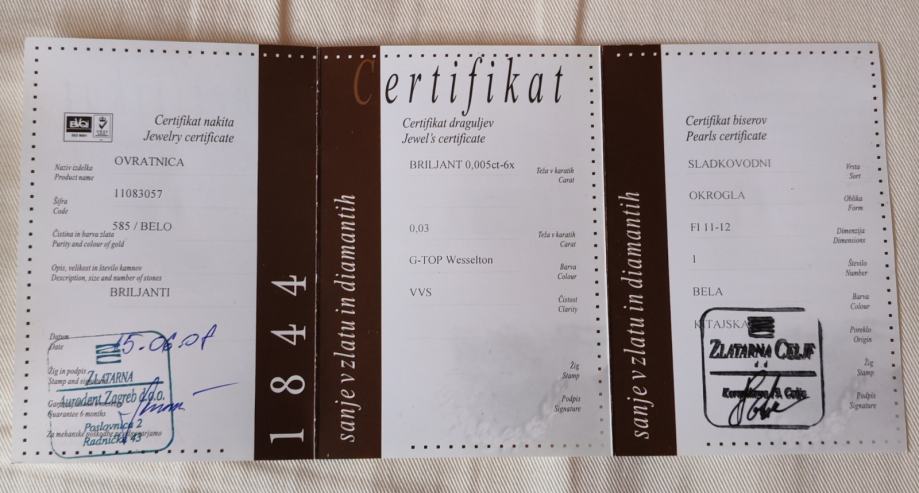 Certifikat nakita
Jewelry certificate
Naziv izdelka
Product name
OVRATNICA
Šifra
Code
11083057
Čistina in barva zlata
Purity and colour of gold
585 / BELO
Opis, velikost in število kamnov
Description, size and number of stones
BRILJANTI
Datum
Date
15.06.08
Žig in podpis
Stamp and signature
Guarantee 6 months
ZLATARNA
Aurodent Zagreb d.o.o.
Poslovnica 2
Radnička 43
1844
Certifikat
sanje v zlatu in diamantih
Certifikat draguljev
Jewel's certificate
BRILJANT 0,005ct-6x
Teža v karatih
Carat
0,03
Teža v karatih
Carat
G-TOP Wesselton
Barva
Colour
VVS
Čistost
Clarity
Žig
Stamp
Podpis
Signature
sanje v zlatu in diamantih
Certifikat biserov
Pearls certificate
SLADKOVODNI
Vrsta
Sort
OKROGLA
Oblika
Form
FI 11-12
Dimenzija
Dimensions
1
Število
Number
BELA
Barva
Colour
KITAJSKA
Poreklo
Origin
ZLATARNA CELJE
d d
Celje
Žig
Stamp
Podpis
Signature